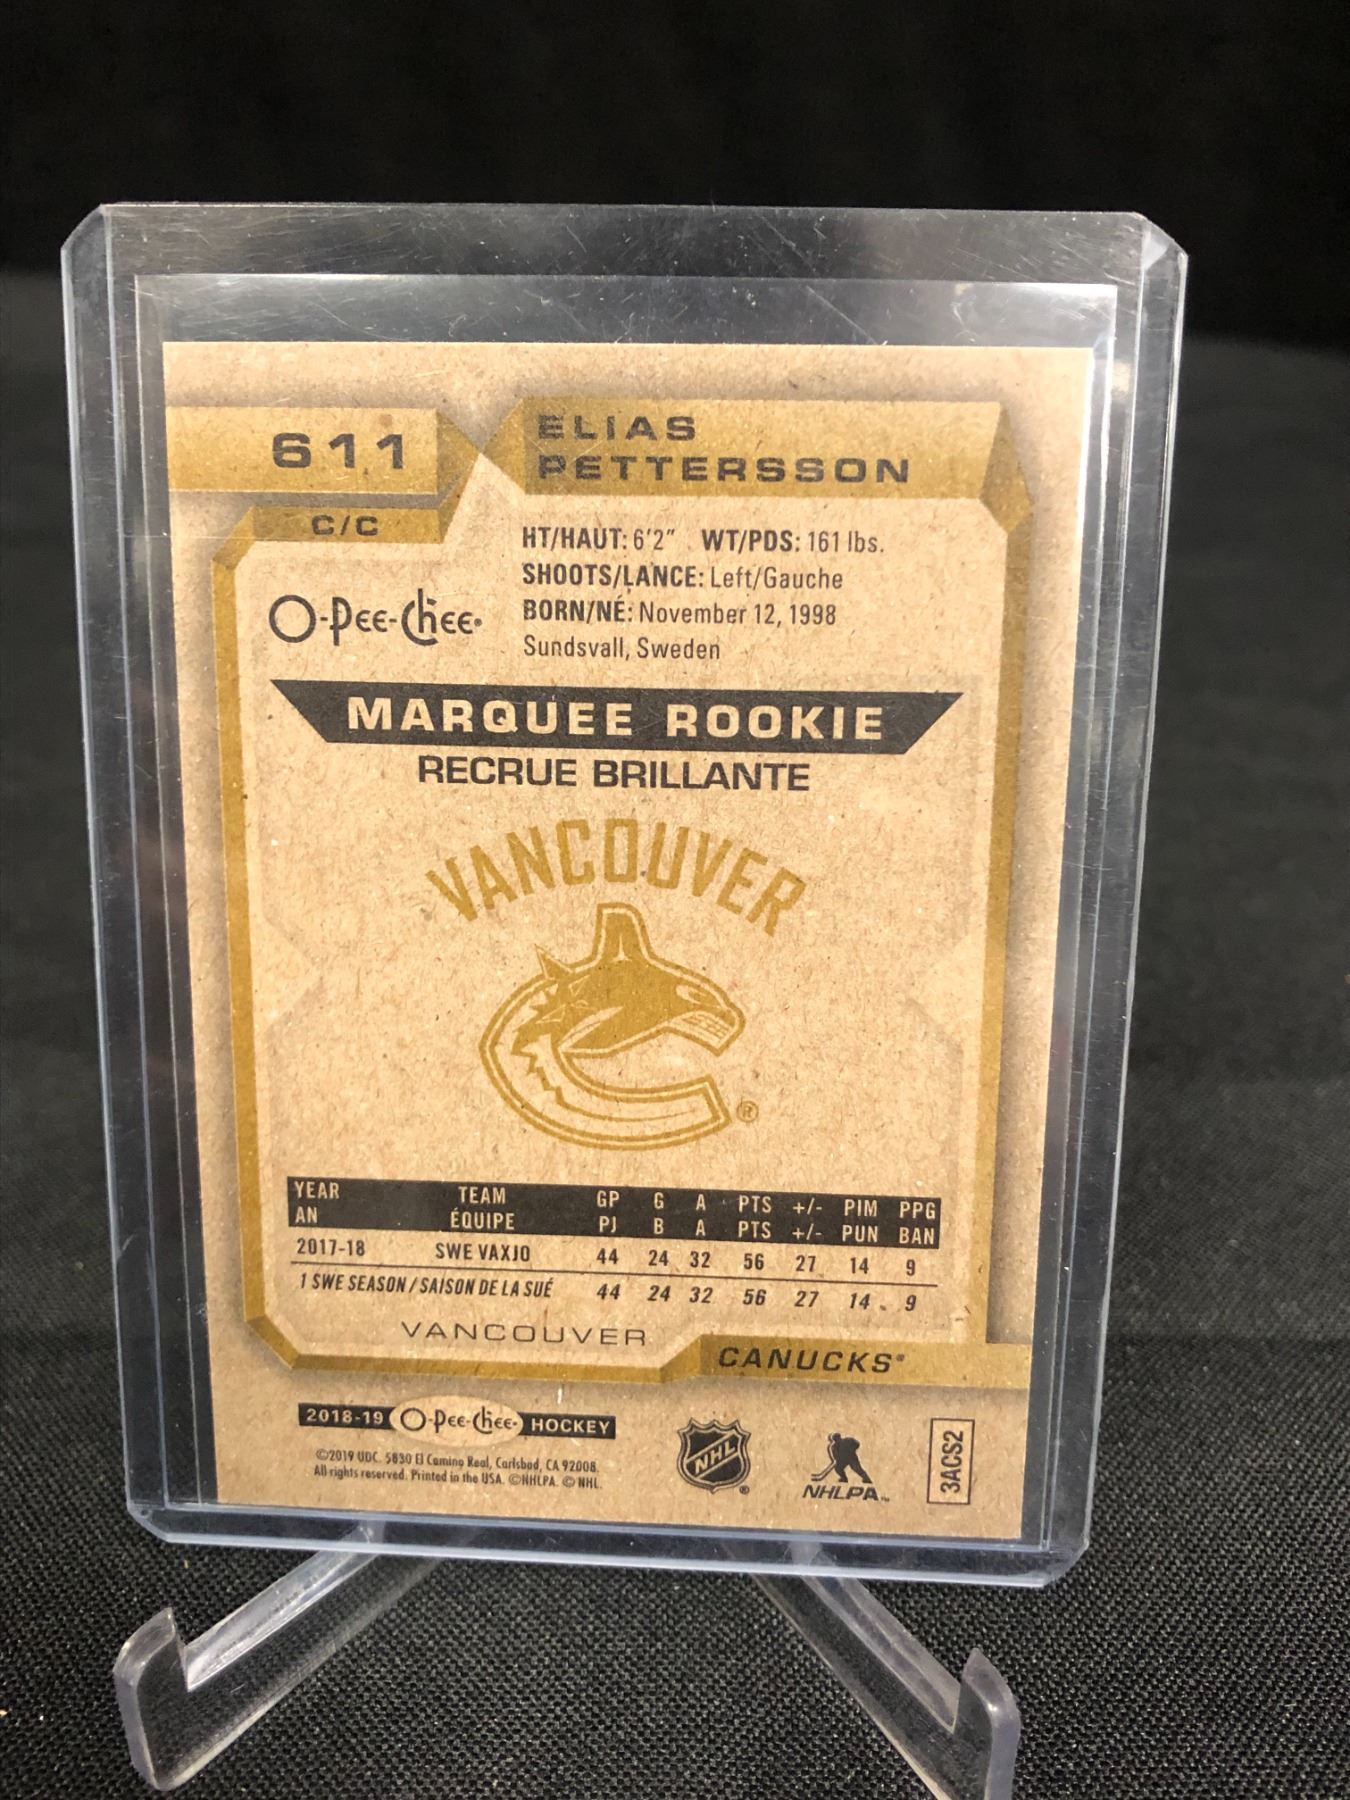 611
ELIAS
PETTERSSON
C/C
HT/HAUT: 6'2" WT/PDS: 161 lbs.
SHOOTS/LANCE: Left/Gauche
BORN/NÉ: November 12, 1998
Sundsvall, Sweden
O-Pee-Chee
MARQUEE ROOKIE
RECRUE BRILLANTE
VANCOUVER
®
YEAR TEAM GP G A PTS +/- PIM PPG
AN ÉQUIPE PJ B A PTS +/- PUN BAN
2017-18 SWE VAXJO 44 24 32 56 27 14 9
1 SWE SEASON / SAISON DE LA SUÉ 44 24 32 56 27 14 9
VANCOUVER
CANUCKS®
2018-19 O-Pee-Chee HOCKEY
©2019 UDC. 5830 El Camino Real, Carlsbad, CA 92008.
All rights reserved. Printed in the USA. ©NHLPA. © NHL.
NHL®
NHLPA™
3ACS2